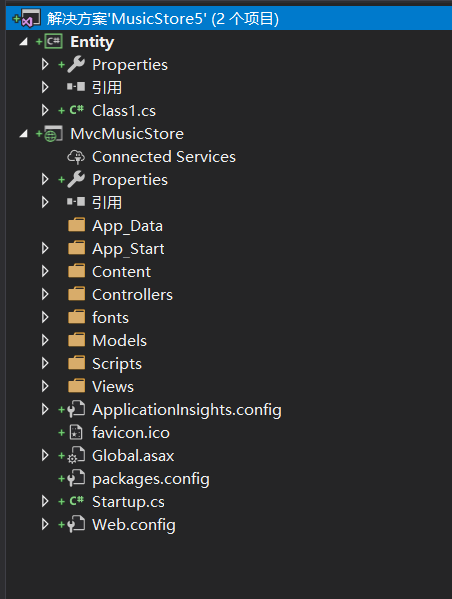 解决方案'MusicStore5' (2 个项目)
Entity
Properties
引用
Class1.cs
MvcMusicStore
Connected Services
Properties
引用
App_Data
App_Start
Content
Controllers
fonts
Models
Scripts
Views
ApplicationInsights.config
favicon.ico
Global.asax
packages.config
Startup.cs
Web.config